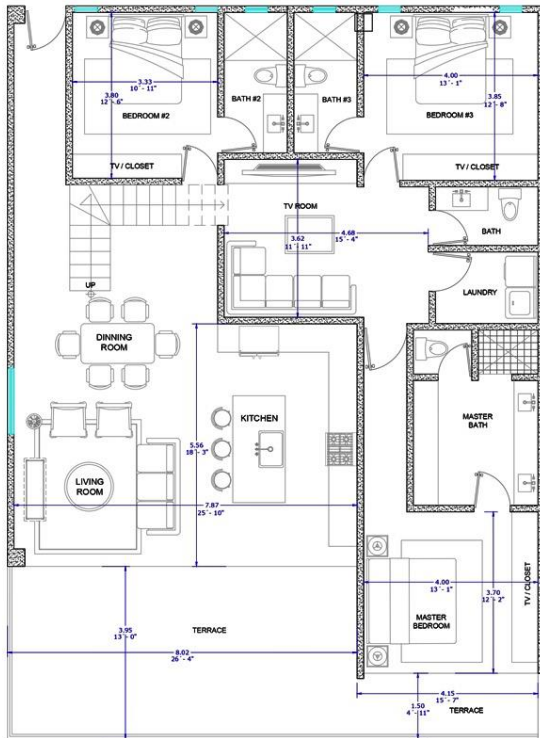 3.33
10´- 11"
3.80
12´- 6"
BEDROOM #2
TV / CLOSET
BATH #2
BATH #3
4.00
13´- 1"
3.85
12´- 8"
BEDROOM #3
TV / CLOSET
TV ROOM
4.68
15´- 4"
3.62
11´- 11"
BATH
LAUNDRY
UP
DINNING
ROOM
KITCHEN
5.56
18´- 3"
LIVING
ROOM
7.87
25´- 10"
MASTER
BATH
4.00
13´- 1"
3.70
12´- 2"
TV / CLOSET
MASTER
BEDROOM
TERRACE
3.95
13´- 0"
8.02
26´- 4"
4.15
15´- 7"
1.50
4´- 11"
TERRACE